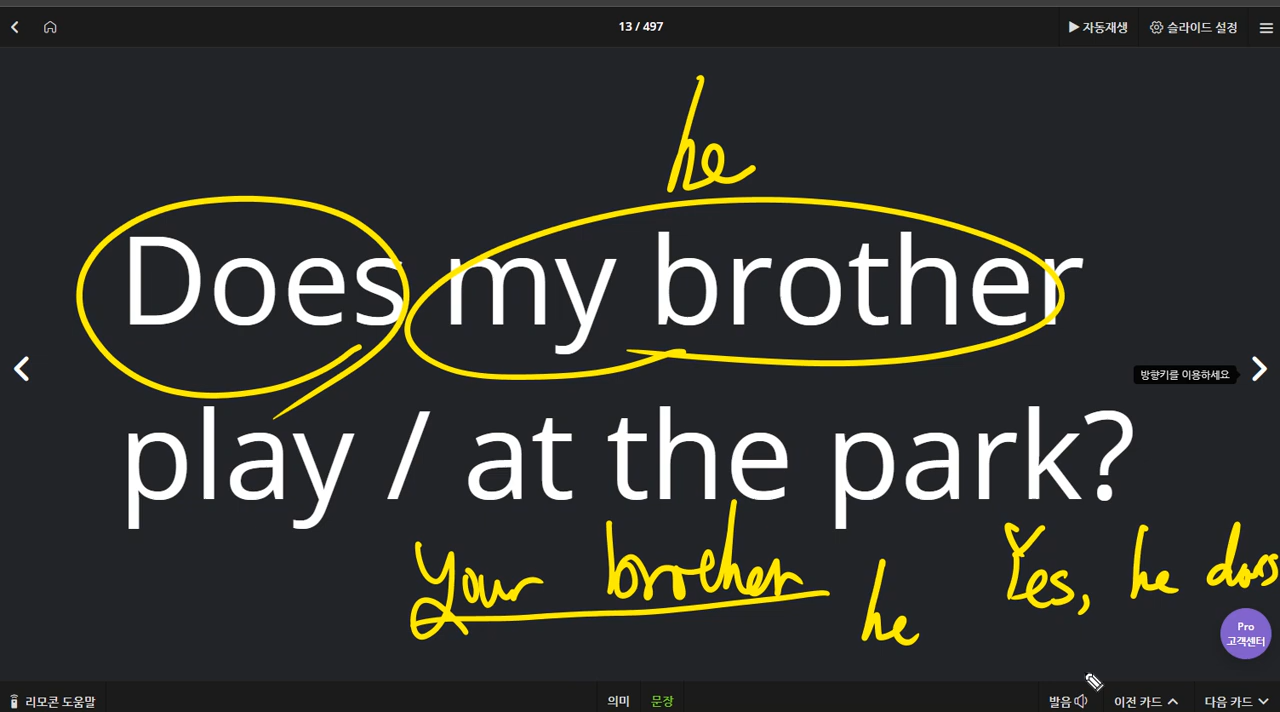 13 / 497
자동재생
슬라이드 설정
he
Does my brother
방향키를 이용하세요
play / at the park?
Your brother he
Yes, he does
Pro
고객센터
리모콘 도움말
의미
문장
발음
이전 카드
다음 카드